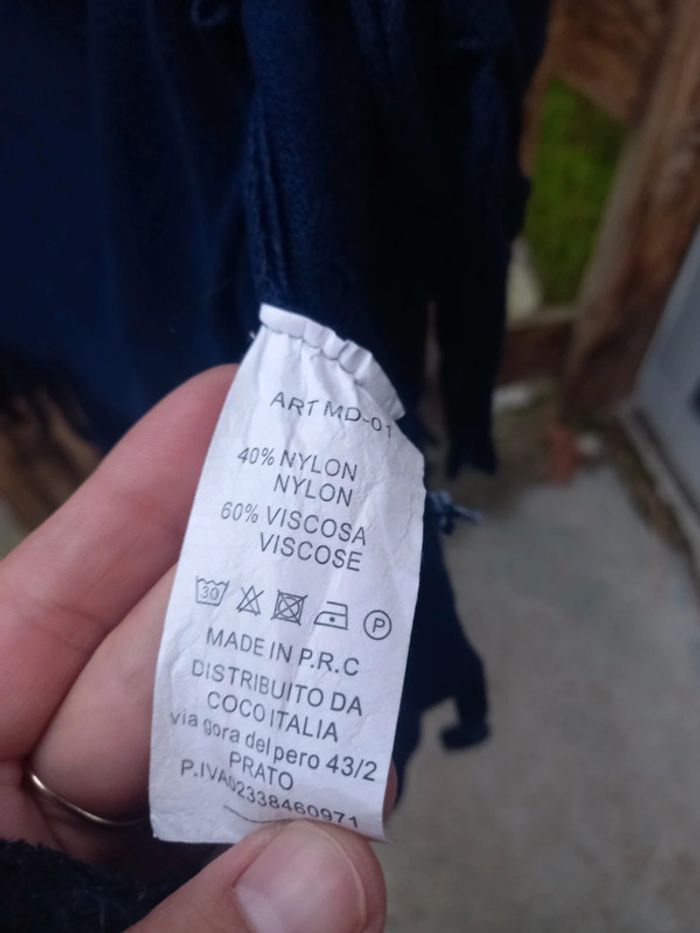 ART MD-01
40% NYLON
NYLON
60% VISCOSA
VISCOSE
30
P
MADE IN P.R.C
DISTRIBUITO DA
COCO ITALIA
via gora del pero 43/2
PRATO
P.IVA02338460971